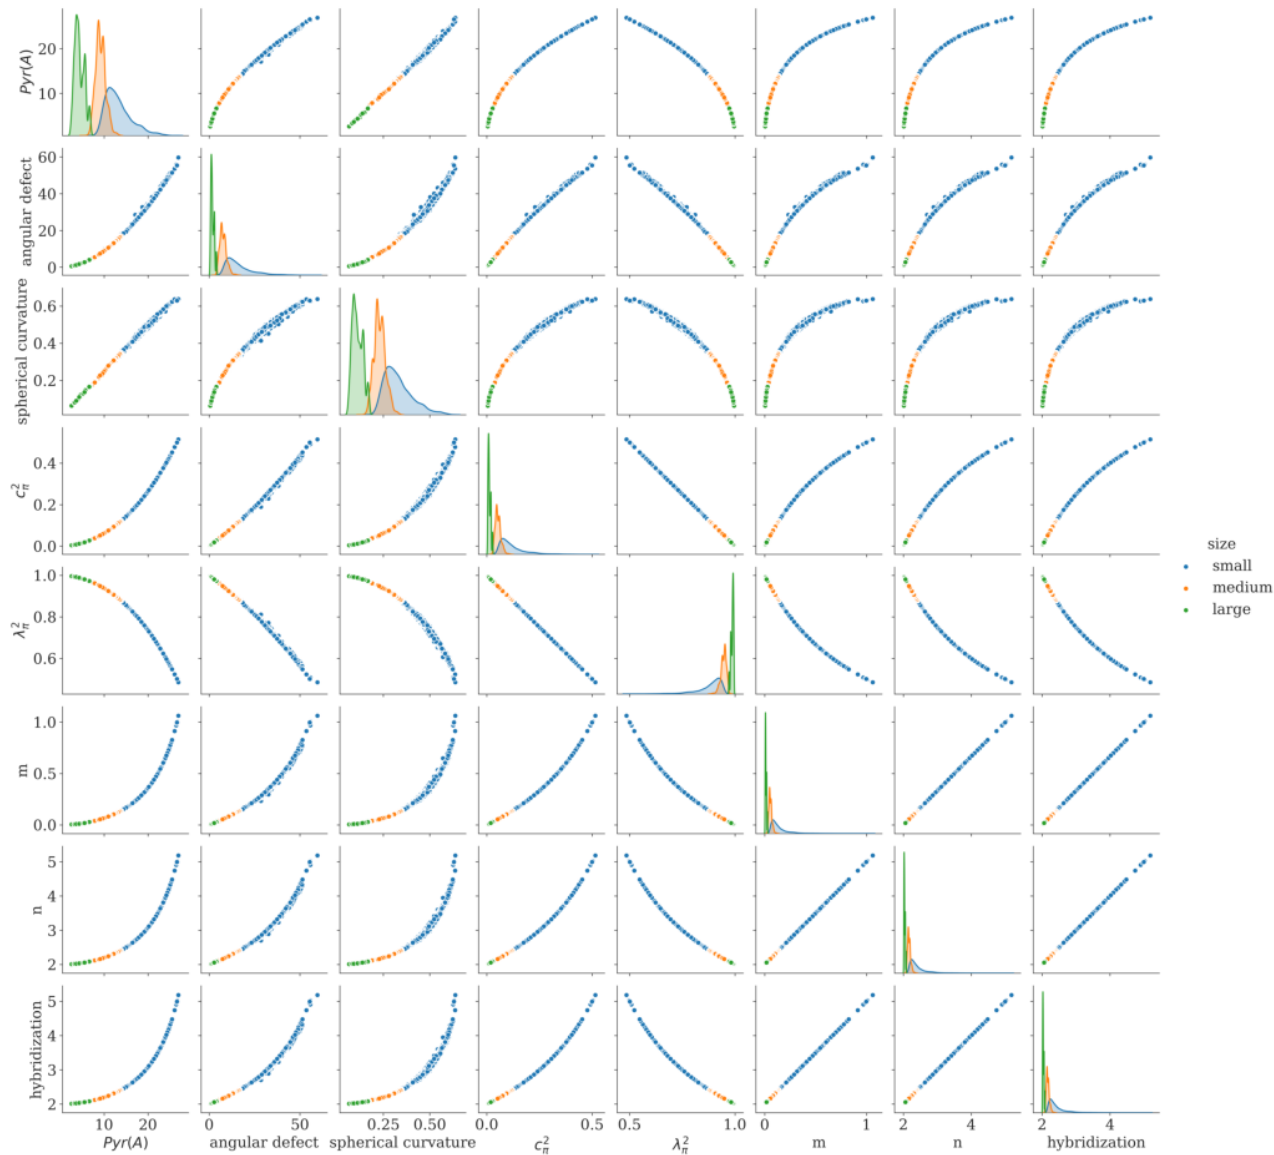 Pyr(A)
20
10
angular defect
60
40
20
0
spherical curvature
0.6
0.4
0.2
c²π
0.4
0.2
0.0
λ²π
1.0
0.8
0.6
m
1.0
0.5
0.0
n
5
4
3
2
hybridization
5
4
3
2
size
small
medium
large
10 20 0 50 0.25 0.50 0.0 0.5 0.5 1.0 0 1 2 4 2 4
Pyr(A) angular defect spherical curvature c²π λ²π m n hybridization